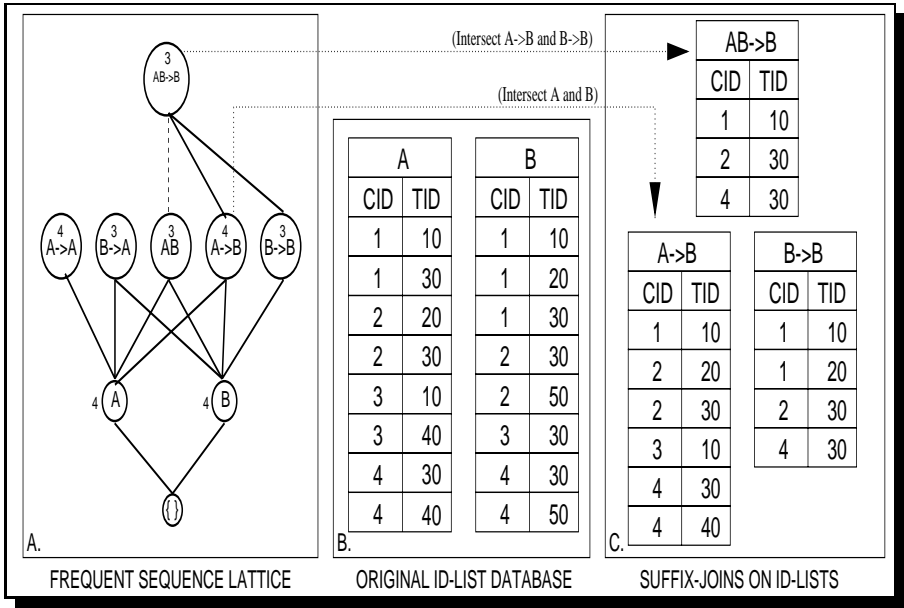 3
AB->B
4
A->A
3
B->A
3
AB
4
A->B
3
B->B
4 A
4 B
{ }
A.
FREQUENT SEQUENCE LATTICE
(Intersect A->B and B->B)
(Intersect A and B)
A
CID TID
1 10
1 30
2 20
2 30
3 10
3 40
4 30
4 40
B
CID TID
1 10
1 20
1 30
2 30
2 50
3 30
4 30
4 50
B.
ORIGINAL ID-LIST DATABASE
AB->B
CID TID
1 10
2 30
4 30
A->B
CID TID
1 10
2 20
2 30
3 10
4 30
4 40
B->B
CID TID
1 10
1 20
2 30
4 30
C.
SUFFIX-JOINS ON ID-LISTS